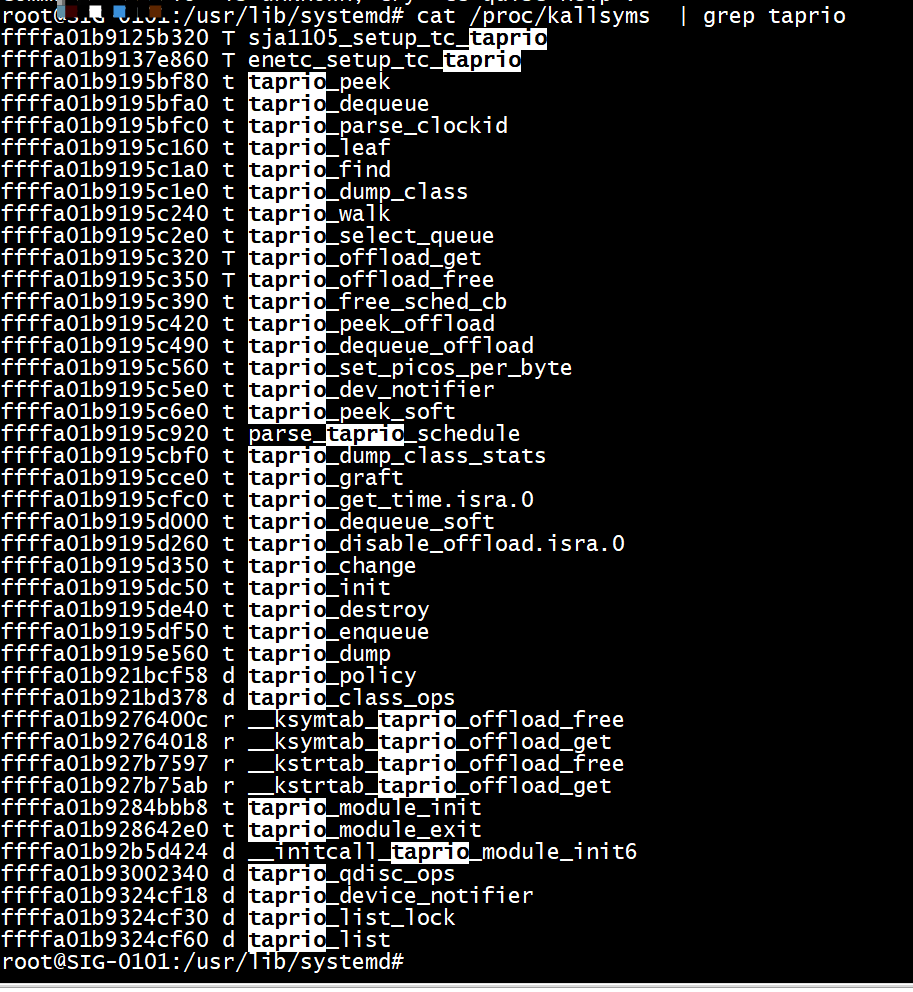 root@SIG-0101:/usr/lib/systemd# cat /proc/kallsyms  | grep taprio
ffffa01b9125b320 T sja1105_setup_tc_taprio
ffffa01b9137e860 T enetc_setup_tc_taprio
ffffa01b9195bf80 t taprio_peek
ffffa01b9195bfa0 t taprio_dequeue
ffffa01b9195bfc0 t taprio_parse_clockid
ffffa01b9195c160 t taprio_leaf
ffffa01b9195c1a0 t taprio_find
ffffa01b9195c1e0 t taprio_dump_class
ffffa01b9195c240 t taprio_walk
ffffa01b9195c2e0 t taprio_select_queue
ffffa01b9195c320 T taprio_offload_get
ffffa01b9195c350 T taprio_offload_free
ffffa01b9195c390 t taprio_free_sched_cb
ffffa01b9195c420 t taprio_peek_offload
ffffa01b9195c490 t taprio_dequeue_offload
ffffa01b9195c560 t taprio_set_picos_per_byte
ffffa01b9195c5e0 t taprio_dev_notifier
ffffa01b9195c6e0 t taprio_peek_soft
ffffa01b9195c920 t parse_taprio_schedule
ffffa01b9195cbf0 t taprio_dump_class_stats
ffffa01b9195cce0 t taprio_graft
ffffa01b9195cfc0 t taprio_get_time.isra.0
ffffa01b9195d000 t taprio_dequeue_soft
ffffa01b9195d260 t taprio_disable_offload.isra.0
ffffa01b9195d350 t taprio_change
ffffa01b9195dc50 t taprio_init
ffffa01b9195de40 t taprio_destroy
ffffa01b9195df50 t taprio_enqueue
ffffa01b9195e560 t taprio_dump
ffffa01b921bcf58 d taprio_policy
ffffa01b921bd378 d taprio_class_ops
ffffa01b9276400c r __ksymtab_taprio_offload_free
ffffa01b92764018 r __ksymtab_taprio_offload_get
ffffa01b927b7597 r __kstrtab_taprio_offload_free
ffffa01b927b75ab r __kstrtab_taprio_offload_get
ffffa01b9284bbb8 t taprio_module_init
ffffa01b928642e0 t taprio_module_exit
ffffa01b92b5d424 d __initcall_taprio_module_init6
ffffa01b93002340 d taprio_qdisc_ops
ffffa01b9324cf18 d taprio_device_notifier
ffffa01b9324cf30 d taprio_list_lock
ffffa01b9324cf60 d taprio_list
root@SIG-0101:/usr/lib/systemd#